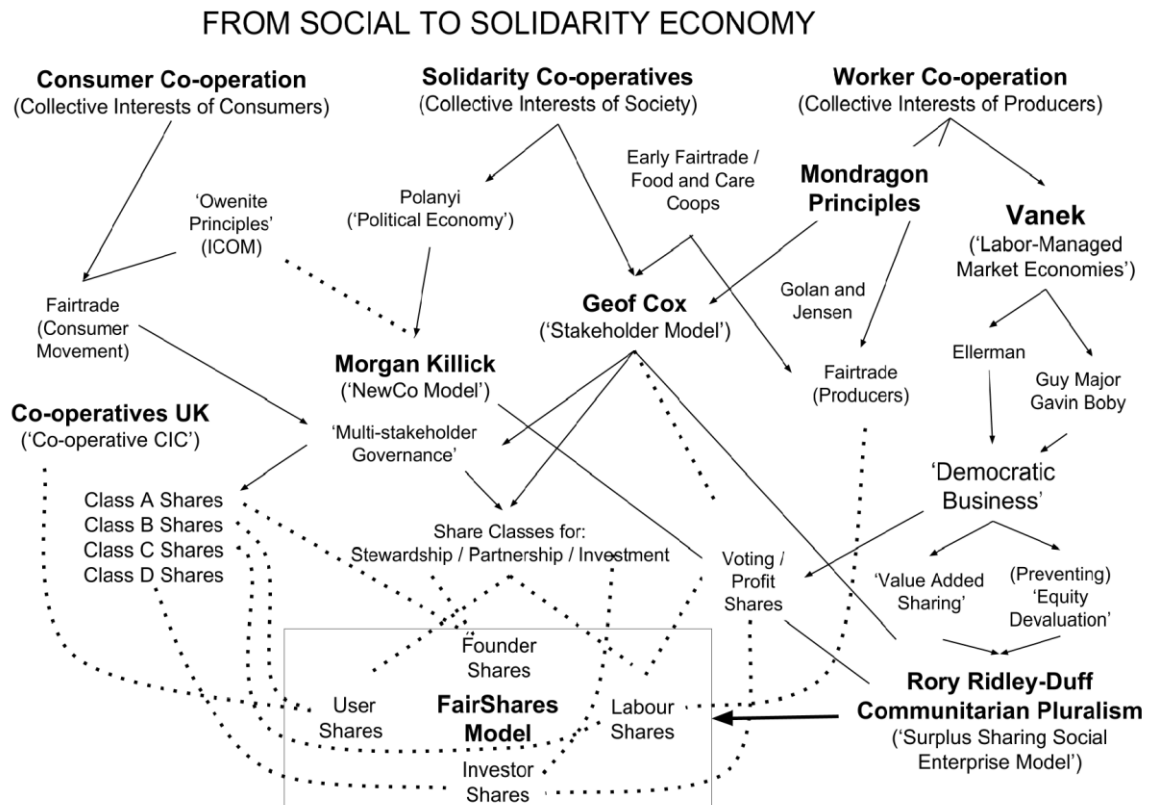 FROM SOCIAL TO SOLIDARITY ECONOMY
Consumer Co-operation
(Collective Interests of Consumers)
Solidarity Co-operatives
(Collective Interests of Society)
Worker Co-operation
(Collective Interests of Producers)
Early Fairtrade /
Food and Care
Coops
Mondragon
Principles
'Owenite
Principles'
(ICOM)
Polanyi
('Political Economy')
Vanek
('Labor-Managed
Market Economies')
Fairtrade
(Consumer
Movement)
Geof Cox
('Stakeholder Model')
Golan and
Jensen
Morgan Killick
('NewCo Model')
Ellerman
Fairtrade
(Producers)
Guy Major
Gavin Boby
Co-operatives UK
('Co-operative CIC')
'Multi-stakeholder
Governance'
'Democratic
Business'
Class A Shares
Class B Shares
Class C Shares
Class D Shares
Share Classes for:
Stewardship / Partnership / Investment
Voting /
Profit
Shares
'Value Added
Sharing'
(Preventing)
'Equity
Devaluation'
Founder
Shares
User
Shares
FairShares
Model
Labour
Shares
Investor
Shares
Rory Ridley-Duff
Communitarian Pluralism
('Surplus Sharing Social
Enterprise Model')